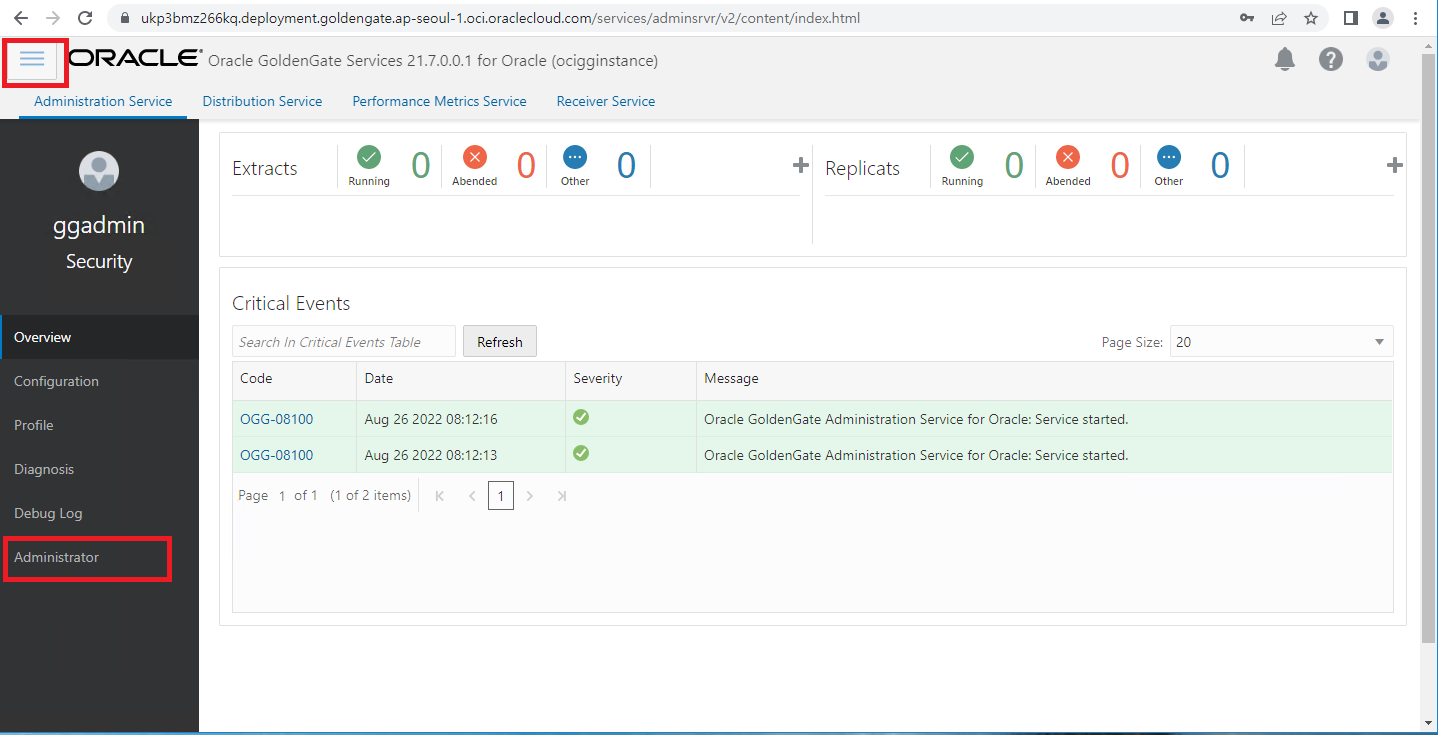 ukp3bmz266kq.deployment.goldengate.ap-seoul-1.oci.oraclecloud.com/services/adminsrvr/v2/content/index.html
ORACLE® Oracle GoldenGate Services 21.7.0.0.1 for Oracle (ocigginstance)
Administration Service Distribution Service Performance Metrics Service Receiver Service
ggadmin
Security
Overview
Configuration
Profile
Diagnosis
Debug Log
Administrator
Extracts Running 0 Abended 0 Other 0
Replicats Running 0 Abended 0 Other 0
Critical Events
Search In Critical Events Table Refresh Page Size: 20
Code Date Severity Message
OGG-08100 Aug 26 2022 08:12:16 Oracle GoldenGate Administration Service for Oracle: Service started.
OGG-08100 Aug 26 2022 08:12:13 Oracle GoldenGate Administration Service for Oracle: Service started.
Page 1 of 1 (1 of 2 items) 1